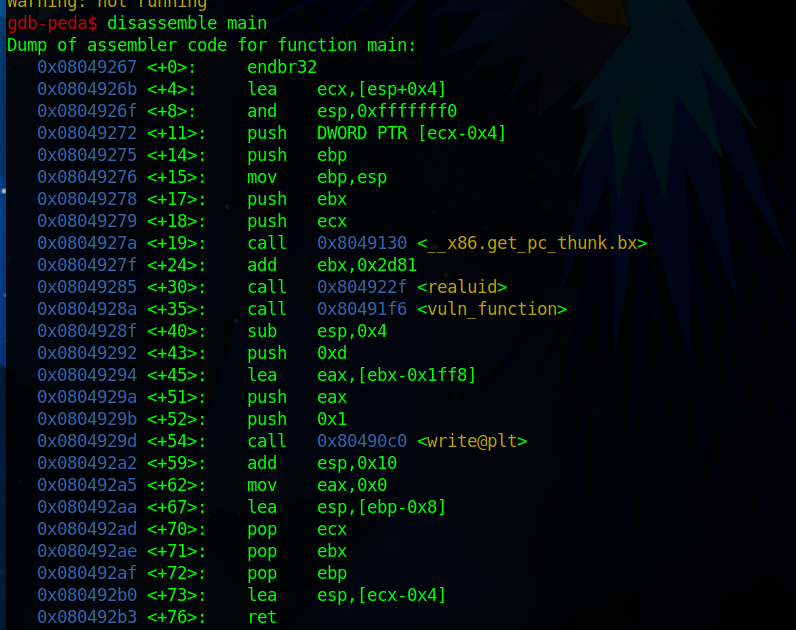 Warning: not running
gdb-peda$ disassemble main
Dump of assembler code for function main:
   0x08049267 <+0>:     endbr32
   0x0804926b <+4>:     lea    ecx,[esp+0x4]
   0x0804926f <+8>:     and    esp,0xfffffff0
   0x08049272 <+11>:    push   DWORD PTR [ecx-0x4]
   0x08049275 <+14>:    push   ebp
   0x08049276 <+15>:    mov    ebp,esp
   0x08049278 <+17>:    push   ebx
   0x08049279 <+18>:    push   ecx
   0x0804927a <+19>:    call   0x8049130 <__x86.get_pc_thunk.bx>
   0x0804927f <+24>:    add    ebx,0x2d81
   0x08049285 <+30>:    call   0x804922f <realuid>
   0x0804928a <+35>:    call   0x80491f6 <vuln_function>
   0x0804928f <+40>:    sub    esp,0x4
   0x08049292 <+43>:    push   0xd
   0x08049294 <+45>:    lea    eax,[ebx-0x1ff8]
   0x0804929a <+51>:    push   eax
   0x0804929b <+52>:    push   0x1
   0x0804929d <+54>:    call   0x80490c0 <write@plt>
   0x080492a2 <+59>:    add    esp,0x10
   0x080492a5 <+62>:    mov    eax,0x0
   0x080492aa <+67>:    lea    esp,[ebp-0x8]
   0x080492ad <+70>:    pop    ecx
   0x080492ae <+71>:    pop    ebx
   0x080492af <+72>:    pop    ebp
   0x080492b0 <+73>:    lea    esp,[ecx-0x4]
   0x080492b3 <+76>:    ret